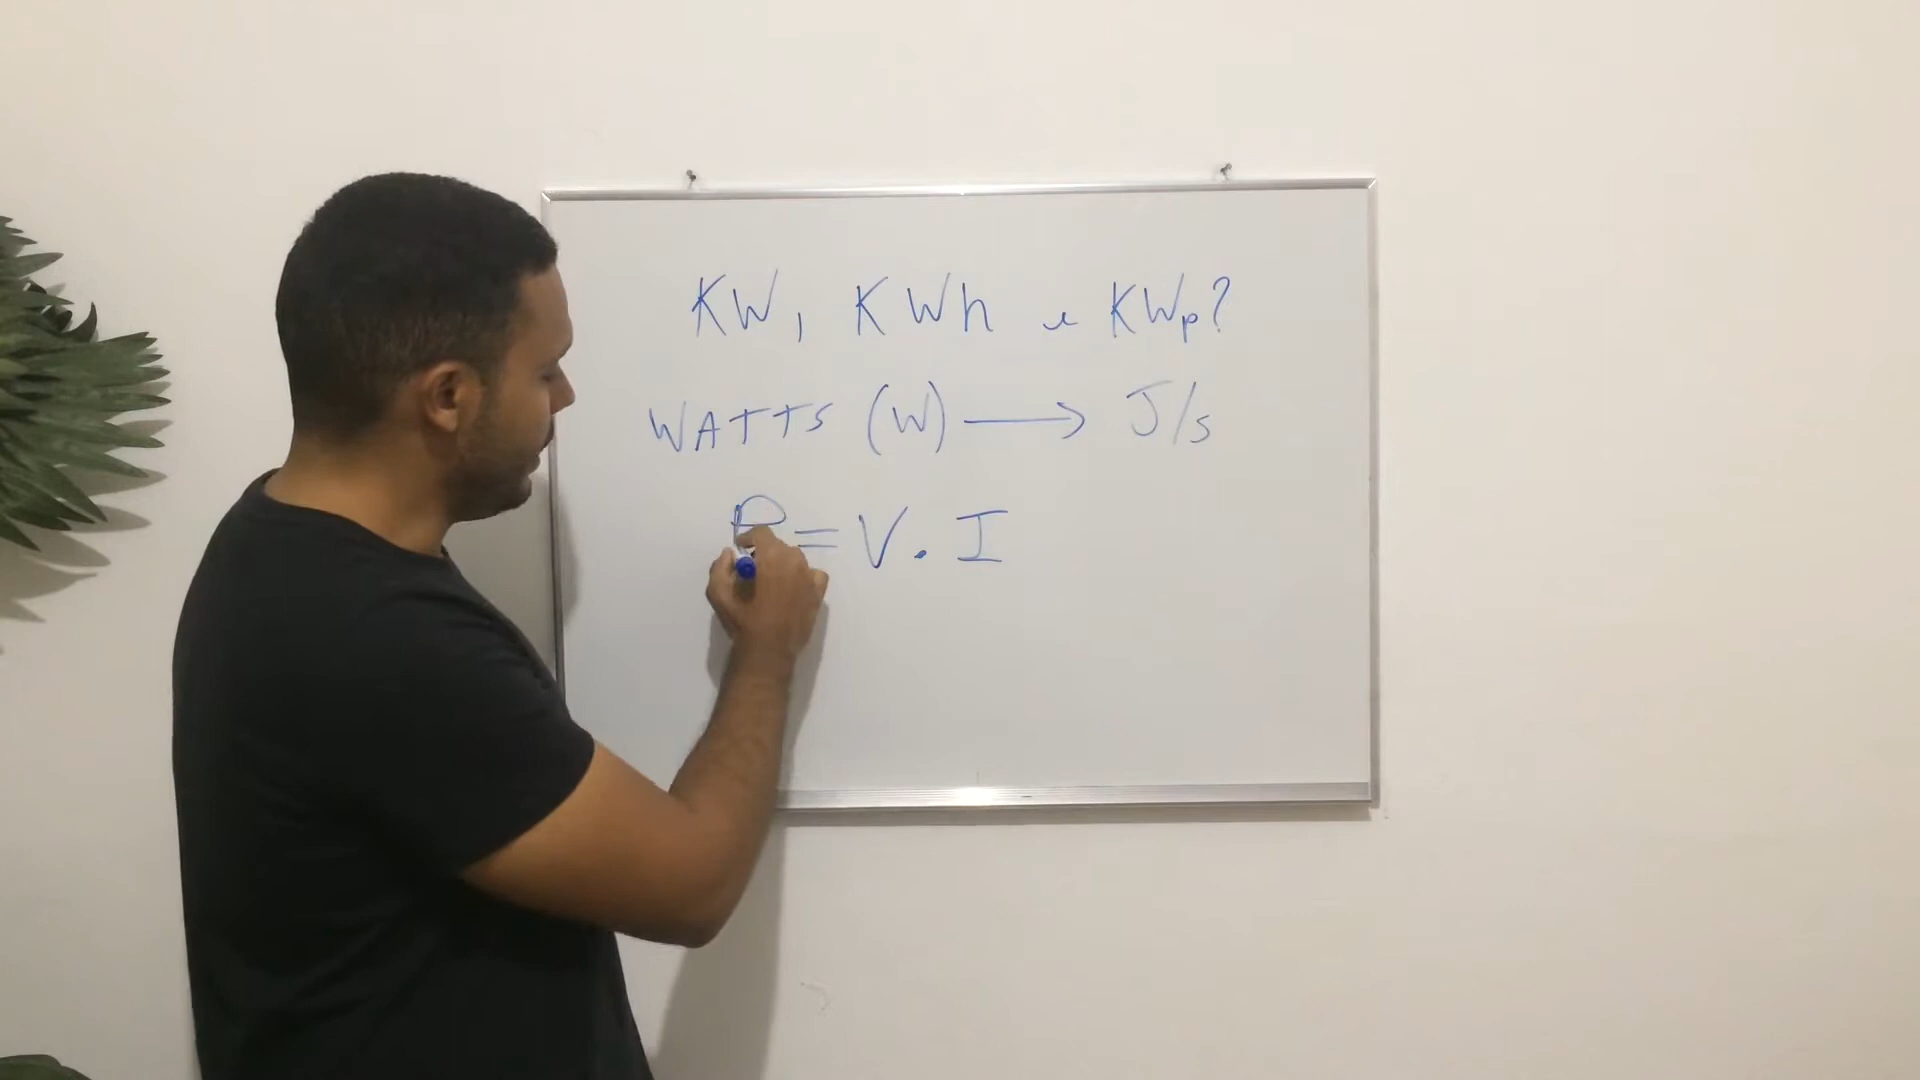 KW, KWh e KWp?
WATTS (W) → J/s
P = V . I